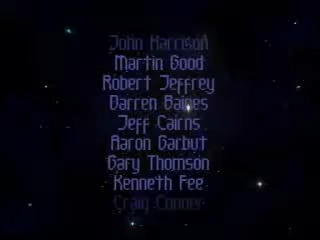 John Harrison
Martin Good
Robert Jeffrey
Darren Baines
Jeff Cairns
Aaron Garbut
Gary Thomson
Kenneth Fee
Craig Conner